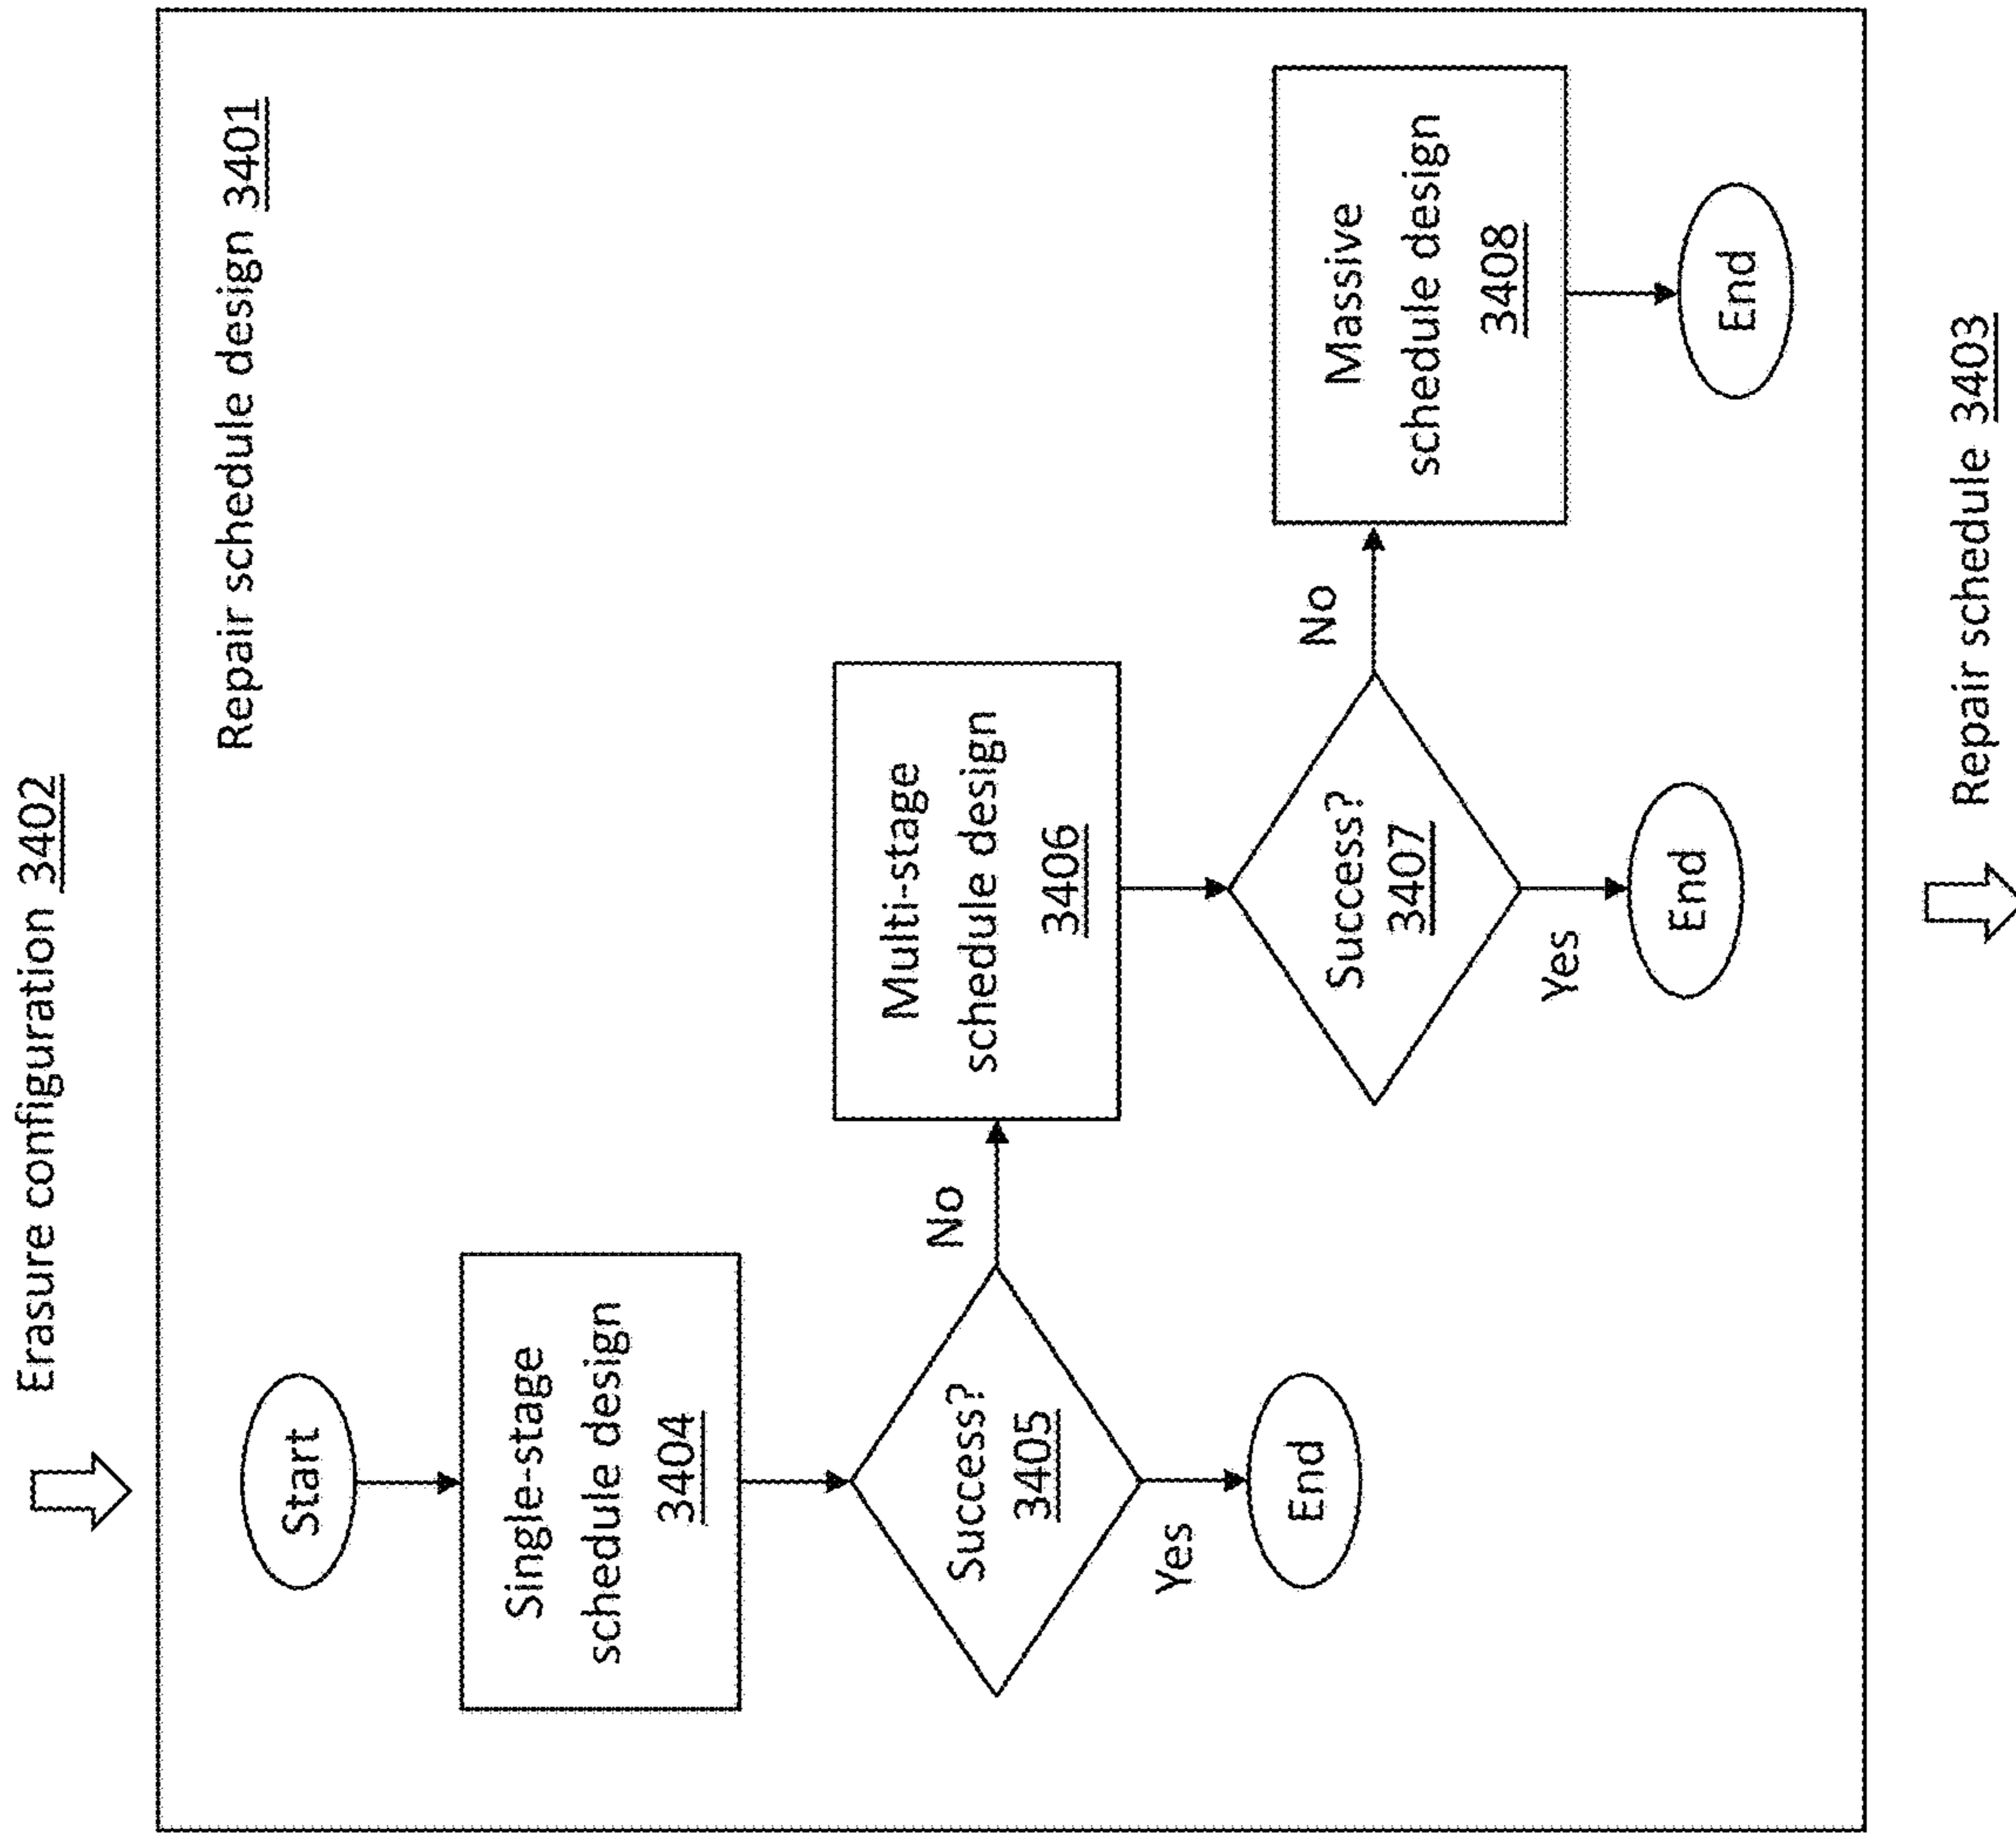 Erasure configuration 3402
Repair schedule design 3401
Start
Single-stage
schedule design
3404
Success?
3405
No
Yes
End
Multi-stage
schedule design
3406
Success?
3407
No
Yes
End
Massive
schedule design
3408
End
Repair schedule 3403